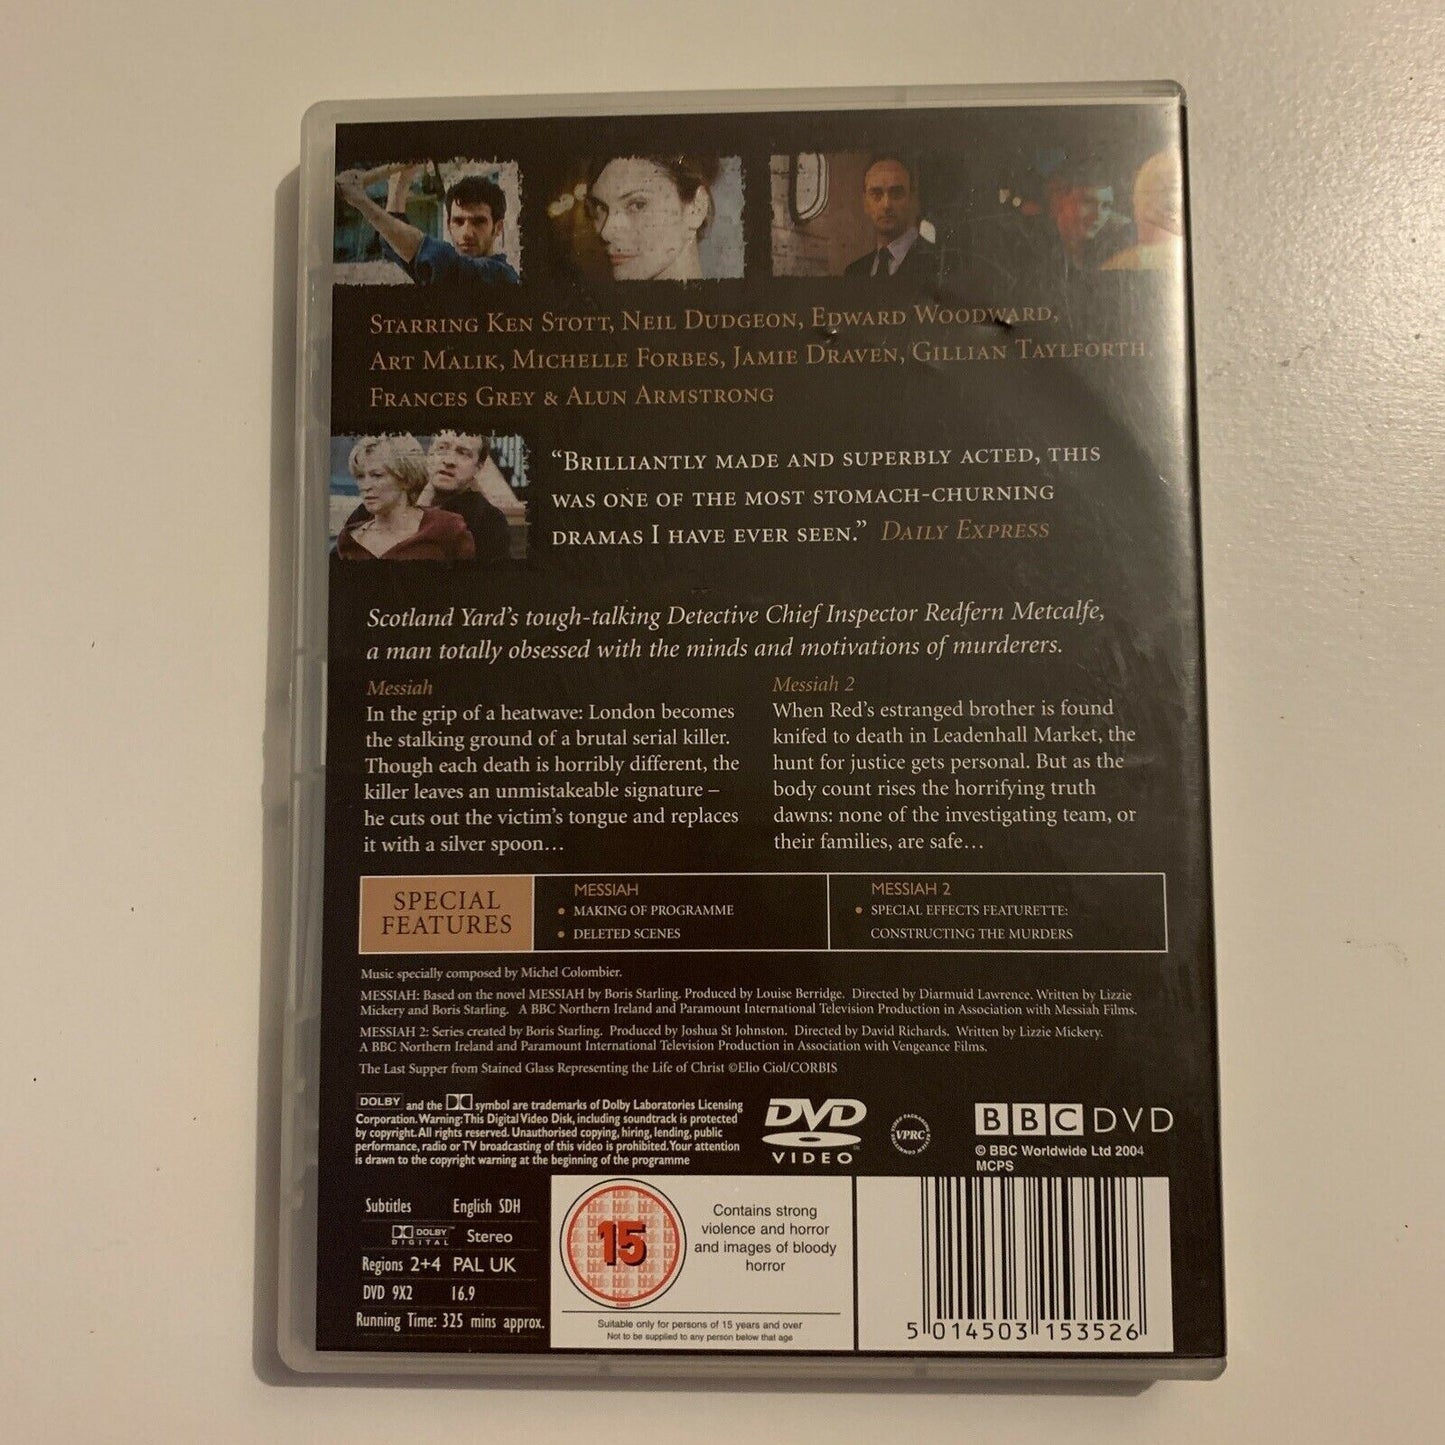 STARRING KEN STOTT, NEIL DUDGEON, EDWARD WOODWARD,
ART MALIK, MICHELLE FORBES, JAMIE DRAVEN, GILLIAN TAYLFORTH,
FRANCES GREY & ALUN ARMSTRONG
“BRILLIANTLY MADE AND SUPERBLY ACTED, THIS
WAS ONE OF THE MOST STOMACH-CHURNING
DRAMAS I HAVE EVER SEEN.” DAILY EXPRESS
Scotland Yard’s tough-talking Detective Chief Inspector Redfern Metcalfe,
a man totally obsessed with the minds and motivations of murderers.
Messiah
In the grip of a heatwave: London becomes
the stalking ground of a brutal serial killer.
Though each death is horribly different, the
killer leaves an unmistakeable signature –
he cuts out the victim’s tongue and replaces
it with a silver spoon…
Messiah 2
When Red’s estranged brother is found
knifed to death in Leadenhall Market, the
hunt for justice gets personal. But as the
body count rises the horrifying truth
dawns: none of the investigating team, or
their families, are safe…
SPECIAL
FEATURES
MESSIAH
• MAKING OF PROGRAMME
• DELETED SCENES
MESSIAH 2
• SPECIAL EFFECTS FEATURETTE:
CONSTRUCTING THE MURDERS
Music specially composed by Michel Colombier.
MESSIAH: Based on the novel MESSIAH by Boris Starling. Produced by Louise Berridge. Directed by Diarmuid Lawrence. Written by Lizzie
Mickery and Boris Starling. A BBC Northern Ireland and Paramount International Television Production in Association with Messiah Films.
MESSIAH 2: Series created by Boris Starling. Produced by Joshua St Johnston. Directed by David Richards. Written by Lizzie Mickery.
A BBC Northern Ireland and Paramount International Television Production in Association with Vengeance Films.
The Last Supper from Stained Glass Representing the Life of Christ ©Elio Ciol/CORBIS
DOLBY and the symbol are trademarks of Dolby Laboratories Licensing
Corporation. Warning: This Digital Video Disk, including soundtrack is protected
by copyright. All rights reserved. Unauthorised copying, hiring, lending, public
performance, radio or TV broadcasting of this video is prohibited. Your attention
is drawn to the copyright warning at the beginning of the programme
DVD
VIDEO
VPRC
BBC DVD
© BBC Worldwide Ltd 2004
MCPS
Subtitles English SDH
DOLBY
DIGITAL Stereo
Regions 2+4 PAL UK
DVD 9X2 16.9
Running Time: 325 mins approx.
15
Contains strong
violence and horror
and images of bloody
horror
Suitable only for persons of 15 years and over
Not to be supplied to any person below that age
5 014503 153526